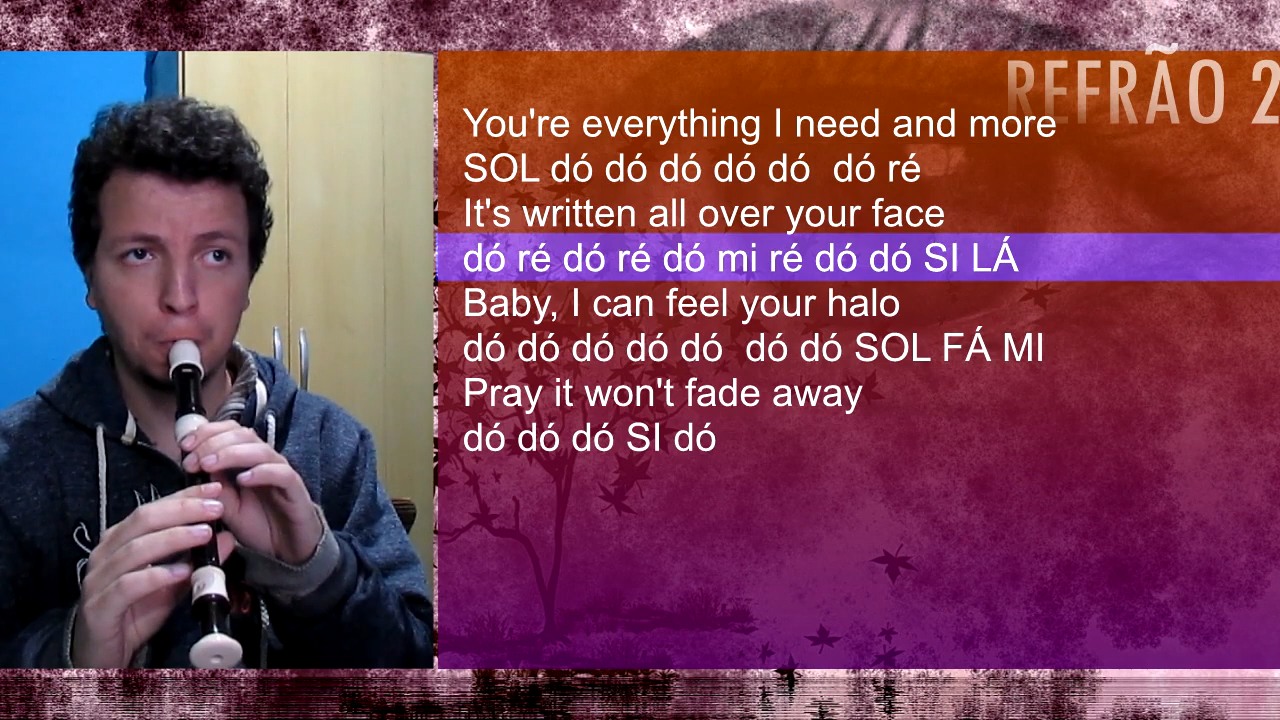 REFRÃO 2
You're everything I need and more
SOL dó dó dó dó dó dó ré
It's written all over your face
dó ré dó ré dó mi ré dó dó SI LÁ
Baby, I can feel your halo
dó dó dó dó dó dó dó SOL FÁ MI
Pray it won't fade away
dó dó dó SI dó